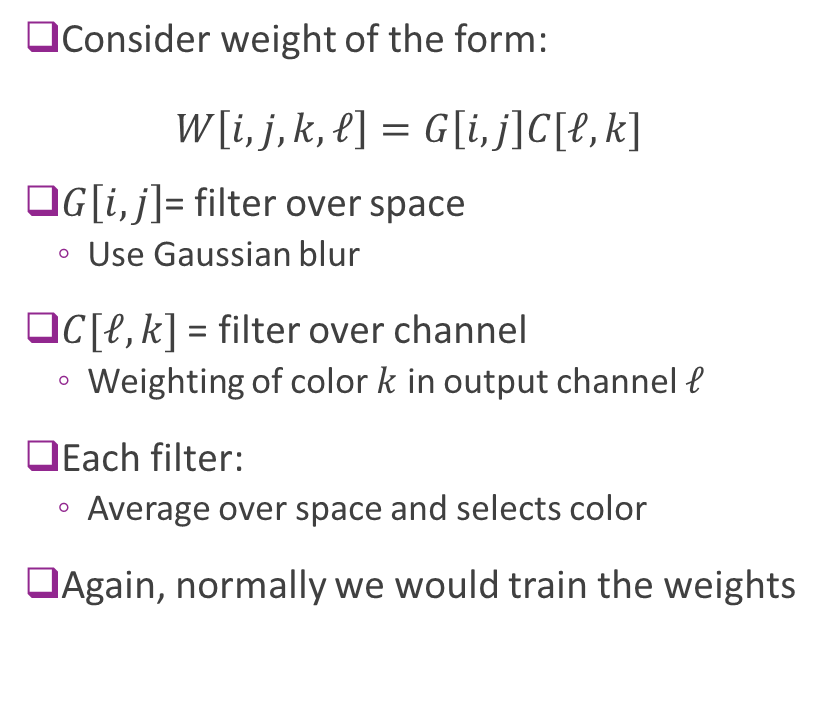 ❑Consider weight of the form:
W[i, j, k, ℓ] = G[i, j]C[ℓ, k]
❑G[i, j]= filter over space
◦ Use Gaussian blur
❑C[ℓ, k] = filter over channel
◦ Weighting of color k in output channel ℓ
❑Each filter:
◦ Average over space and selects color
❑Again, normally we would train the weights